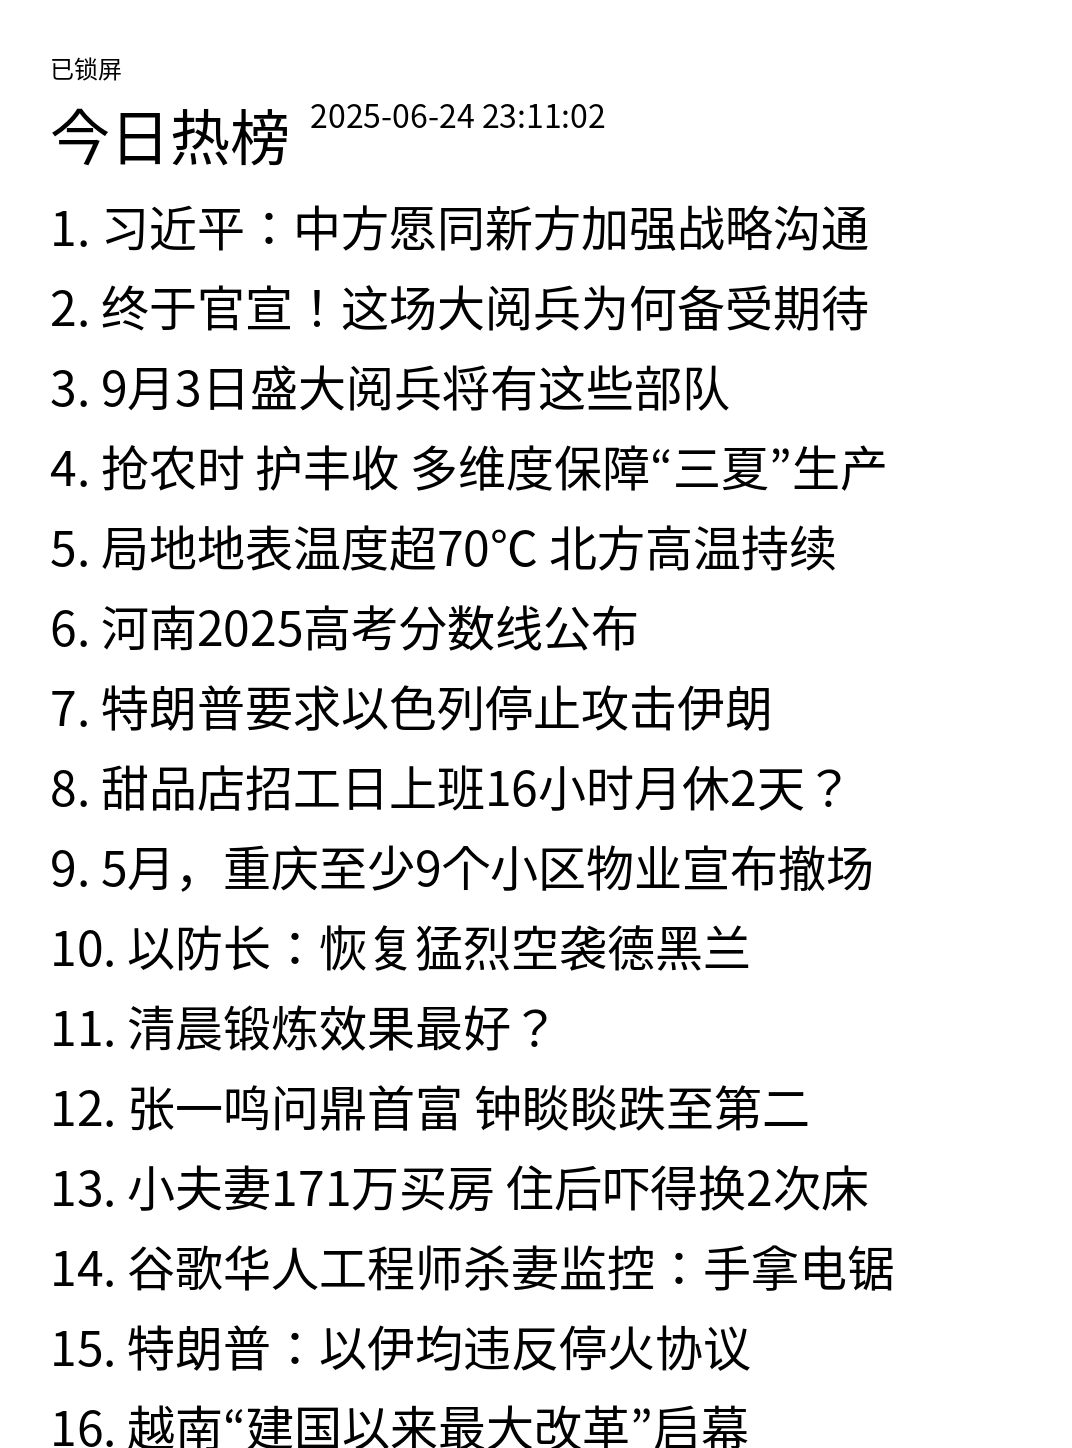 已锁屏
今日热榜 2025-06-24 23:11:02
1. 习近平：中方愿同新方加强战略沟通
2. 终于官宣！这场大阅兵为何备受期待
3. 9月3日盛大阅兵将有这些部队
4. 抢农时 护丰收 多维度保障“三夏”生产
5. 局地地表温度超70℃ 北方高温持续
6. 河南2025高考分数线公布
7. 特朗普要求以色列停止攻击伊朗
8. 甜品店招工日上班16小时月休2天？
9. 5月，重庆至少9个小区物业宣布撤场
10. 以防长：恢复猛烈空袭德黑兰
11. 清晨锻炼效果最好？
12. 张一鸣问鼎首富 钟睒睒跌至第二
13. 小夫妻171万买房 住后吓得换2次床
14. 谷歌华人工程师杀妻监控：手拿电锯
15. 特朗普：以伊均违反停火协议
16. 越南“建国以来最大改革”启幕